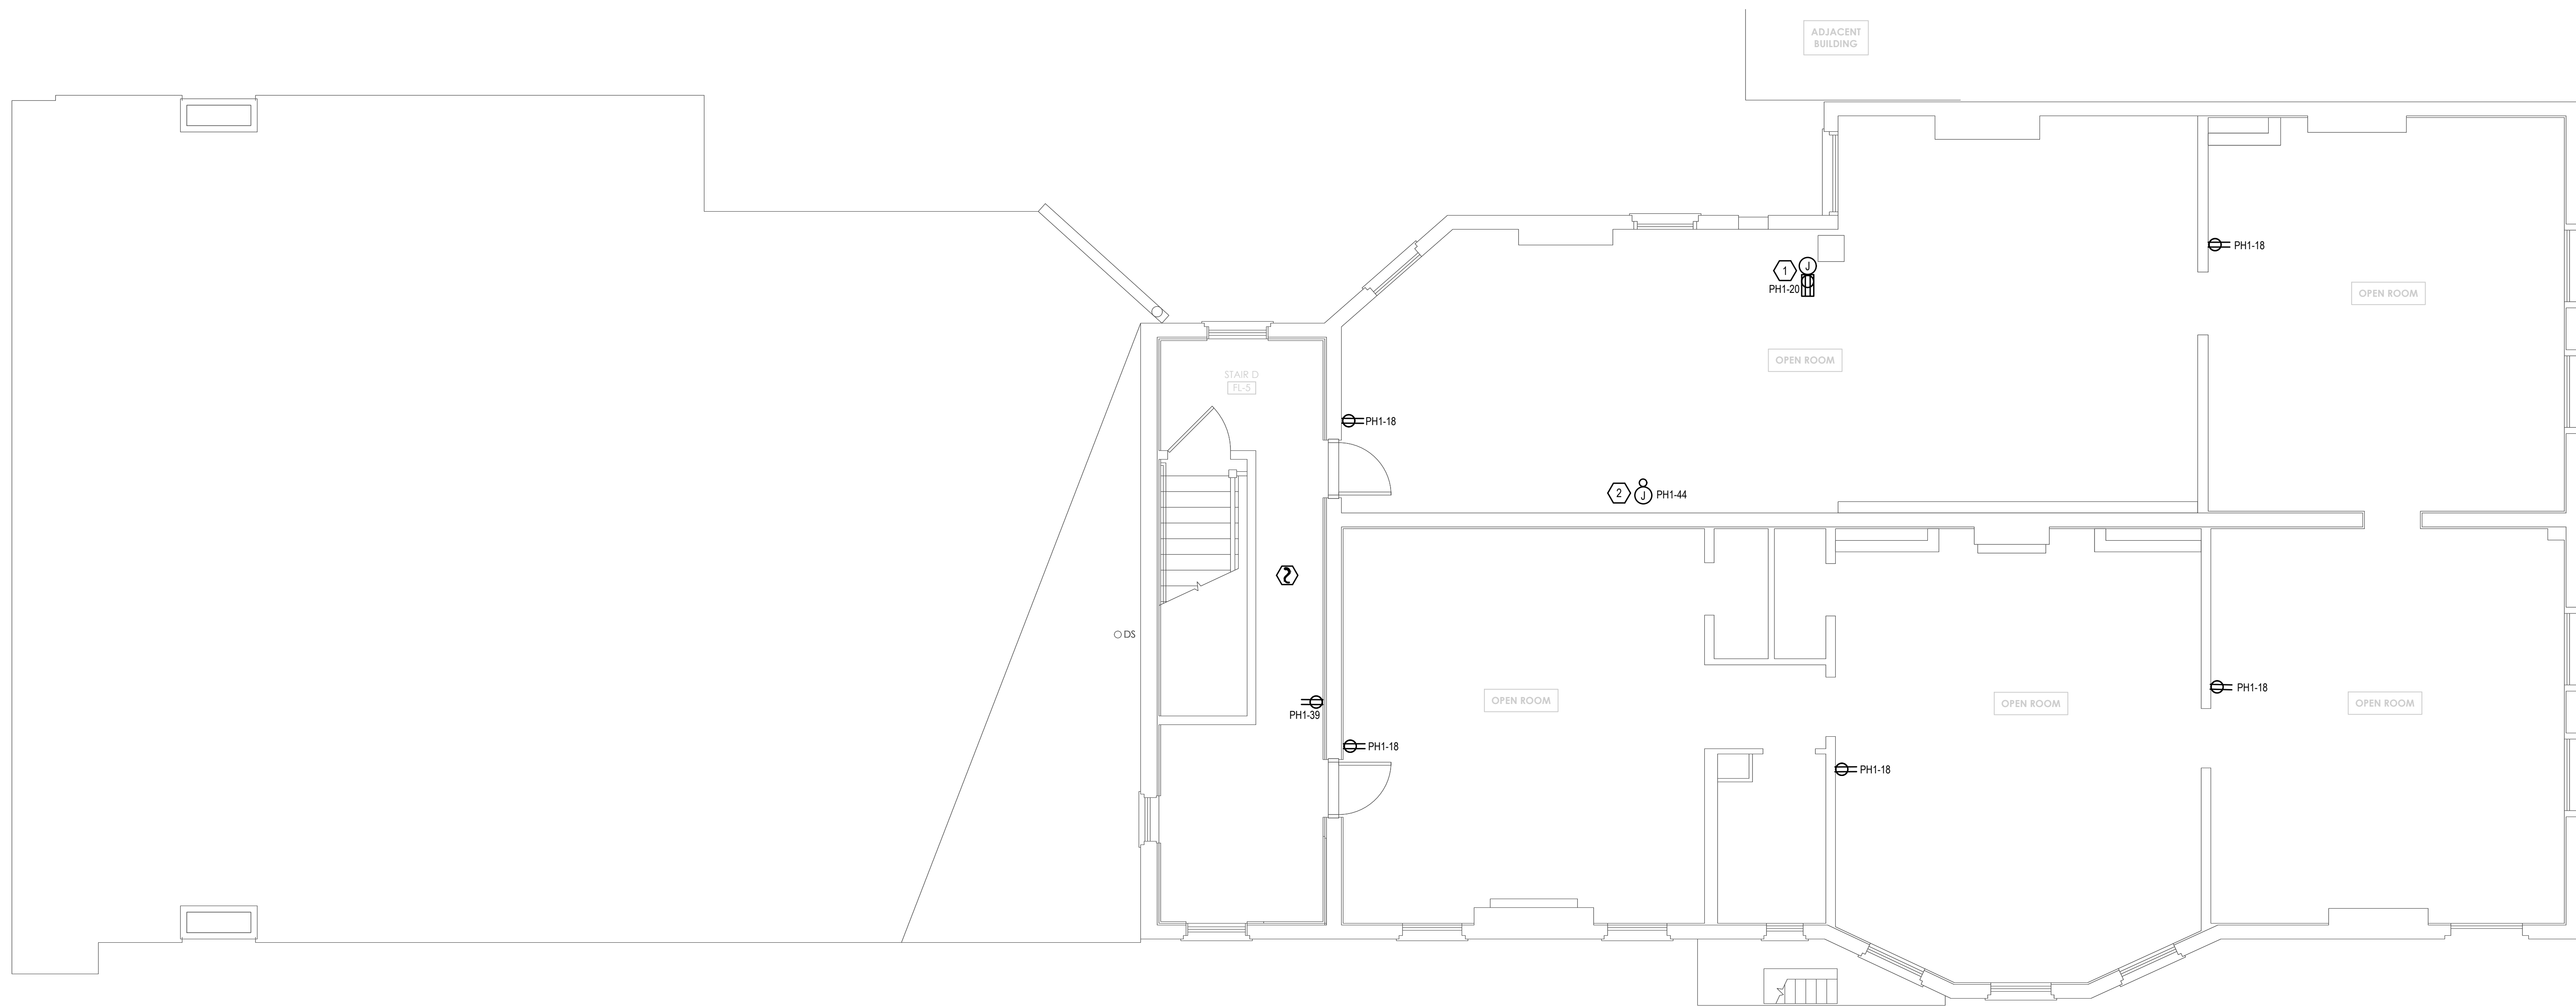 ADJACENT
BUILDING
PH1-18
1
J
PH1-20
OPEN ROOM
OPEN ROOM
STAIR D
FL-5
PH1-18
2
J
PH1-44
DS
PH1-39
PH1-18
OPEN ROOM
OPEN ROOM
PH1-18
OPEN ROOM
PH1-18